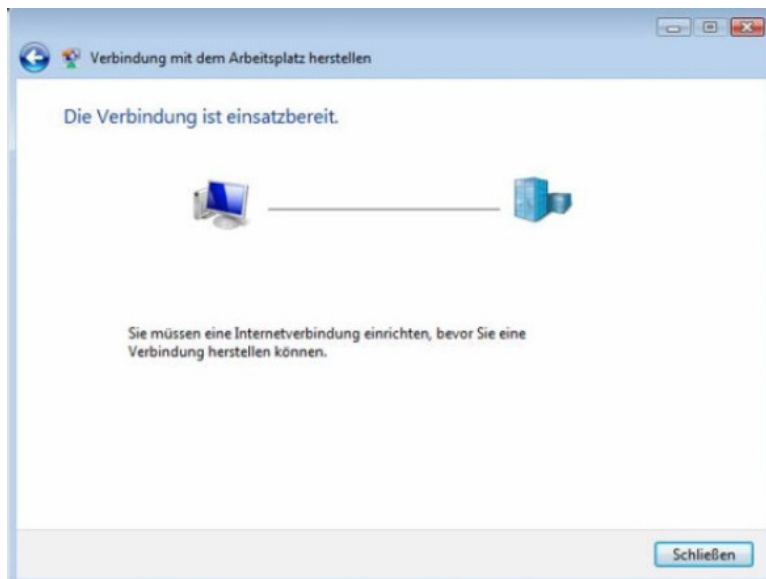 Verbindung mit dem Arbeitsplatz herstellen
Die Verbindung ist einsatzbereit.
Sie müssen eine Internetverbindung einrichten, bevor Sie eine
Verbindung herstellen können.
Schließen